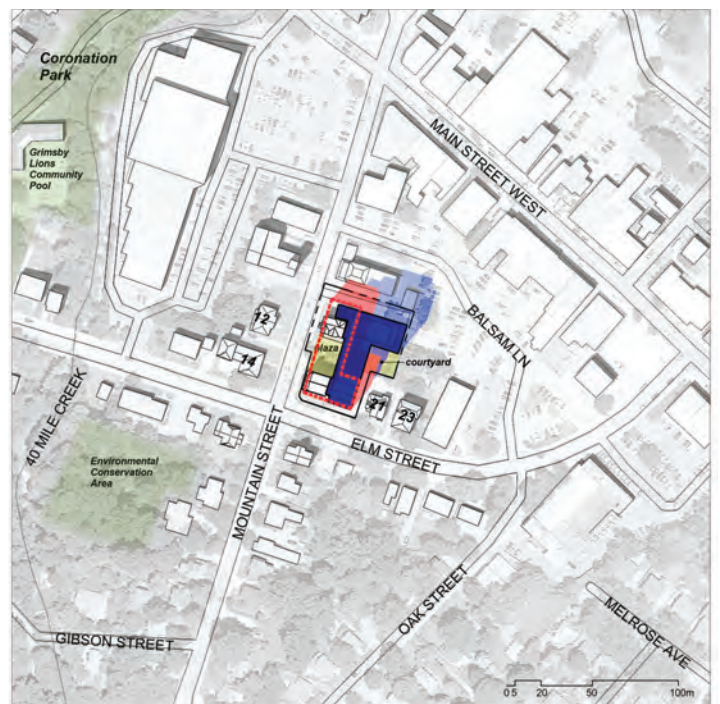 Coronation
Park
Grimsby
Lions
Community
Pool
MAIN STREET WEST
BALSAM LN
12
14
plaza
courtyard
21
23
40 MILE CREEK
ELM STREET
MOUNTAIN STREET
Environmental
Conservation
Area
OAK STREET
GIBSON STREET
MELROSE AVE
0 5 20 50 100m